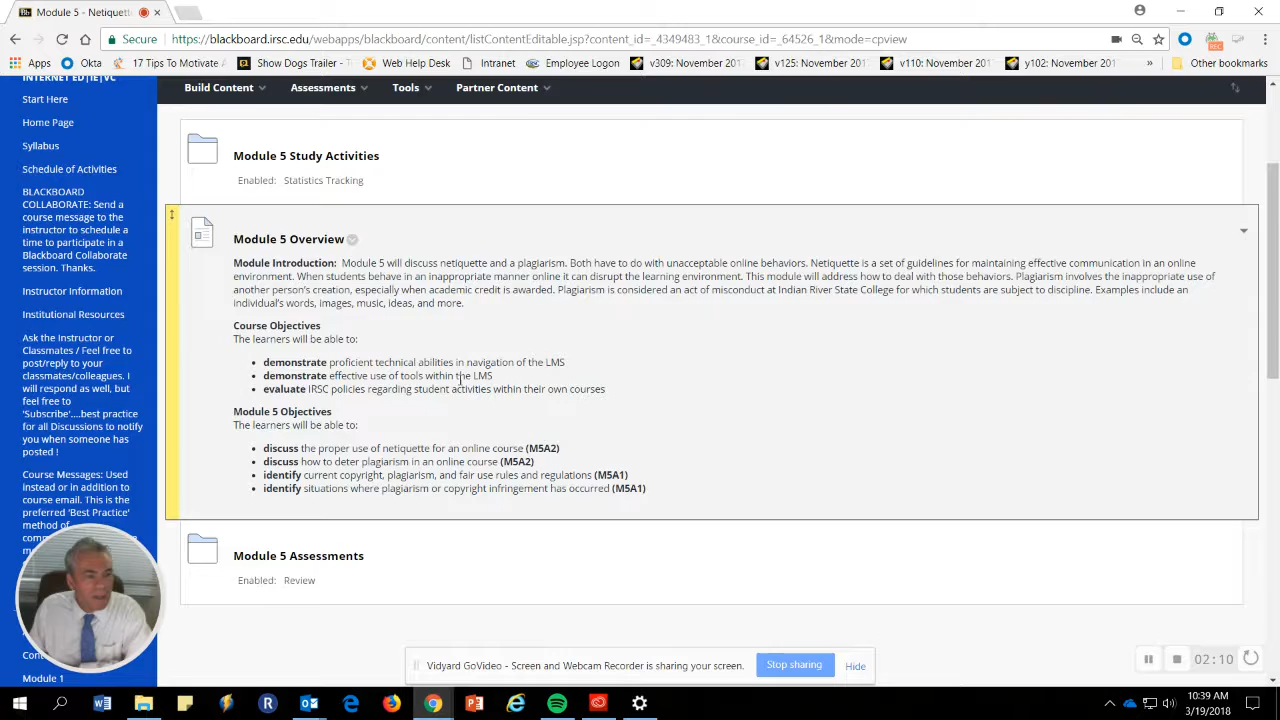 Module 5 - Netiquett
Secure
https://blackboard.irsc.edu/webapps/blackboard/content/listContentEditable.jsp?content_id=_4349483_1&course_id=_64526_1&mode=cpview
REC
Apps
Okta
17 Tips To Motivate
Show Dogs Trailer -
Web Help Desk
Intranet
Employee Logon
v309: November 201
v125: November 201
v110: November 201
y102: November 201
»
Other bookmarks
INTERNET ED|IE|VC
Start Here
Home Page
Syllabus
Schedule of Activities
BLACKBOARD
COLLABORATE: Send a
course message to the
instructor to schedule a
time to participate in a
Blackboard Collaborate
session. Thanks.
Instructor Information
Institutional Resources
Ask the Instructor or
Classmates / Feel free to
post/reply to your
classmates/colleagues. I
will respond as well, but
feel free to
'Subscribe'....best practice
for all Discussions to notify
you when someone has
posted !
Course Messages: Used
instead or in addition to
course email. This is the
preferred 'Best Practice'
method of
Module 1
Build Content
Assessments
Tools
Partner Content
Module 5 Study Activities
Enabled: Statistics Tracking
Module 5 Overview
Module Introduction: Module 5 will discuss netiquette and a plagiarism. Both have to do with unacceptable online behaviors. Netiquette is a set of guidelines for maintaining effective communication in an online
environment. When students behave in an inappropriate manner online it can disrupt the learning environment. This module will address how to deal with those behaviors. Plagiarism involves the inappropriate use of
another person's creation, especially when academic credit is awarded. Plagiarism is considered an act of misconduct at Indian River State College for which students are subject to discipline. Examples include an
individual's words, images, music, ideas, and more.
Course Objectives
The learners will be able to:
• demonstrate proficient technical abilities in navigation of the LMS
• demonstrate effective use of tools within the LMS
• evaluate IRSC policies regarding student activities within their own courses
Module 5 Objectives
The learners will be able to:
• discuss the proper use of netiquette for an online course (M5A2)
• discuss how to deter plagiarism in an online course (M5A2)
• identify current copyright, plagiarism, and fair use rules and regulations (M5A1)
• identify situations where plagiarism or copyright infringement has occurred (M5A1)
Module 5 Assessments
Enabled: Review
Vidyard GoVideo - Screen and Webcam Recorder is sharing your screen.
Stop sharing
Hide
02:10
10:39 AM
3/19/2018